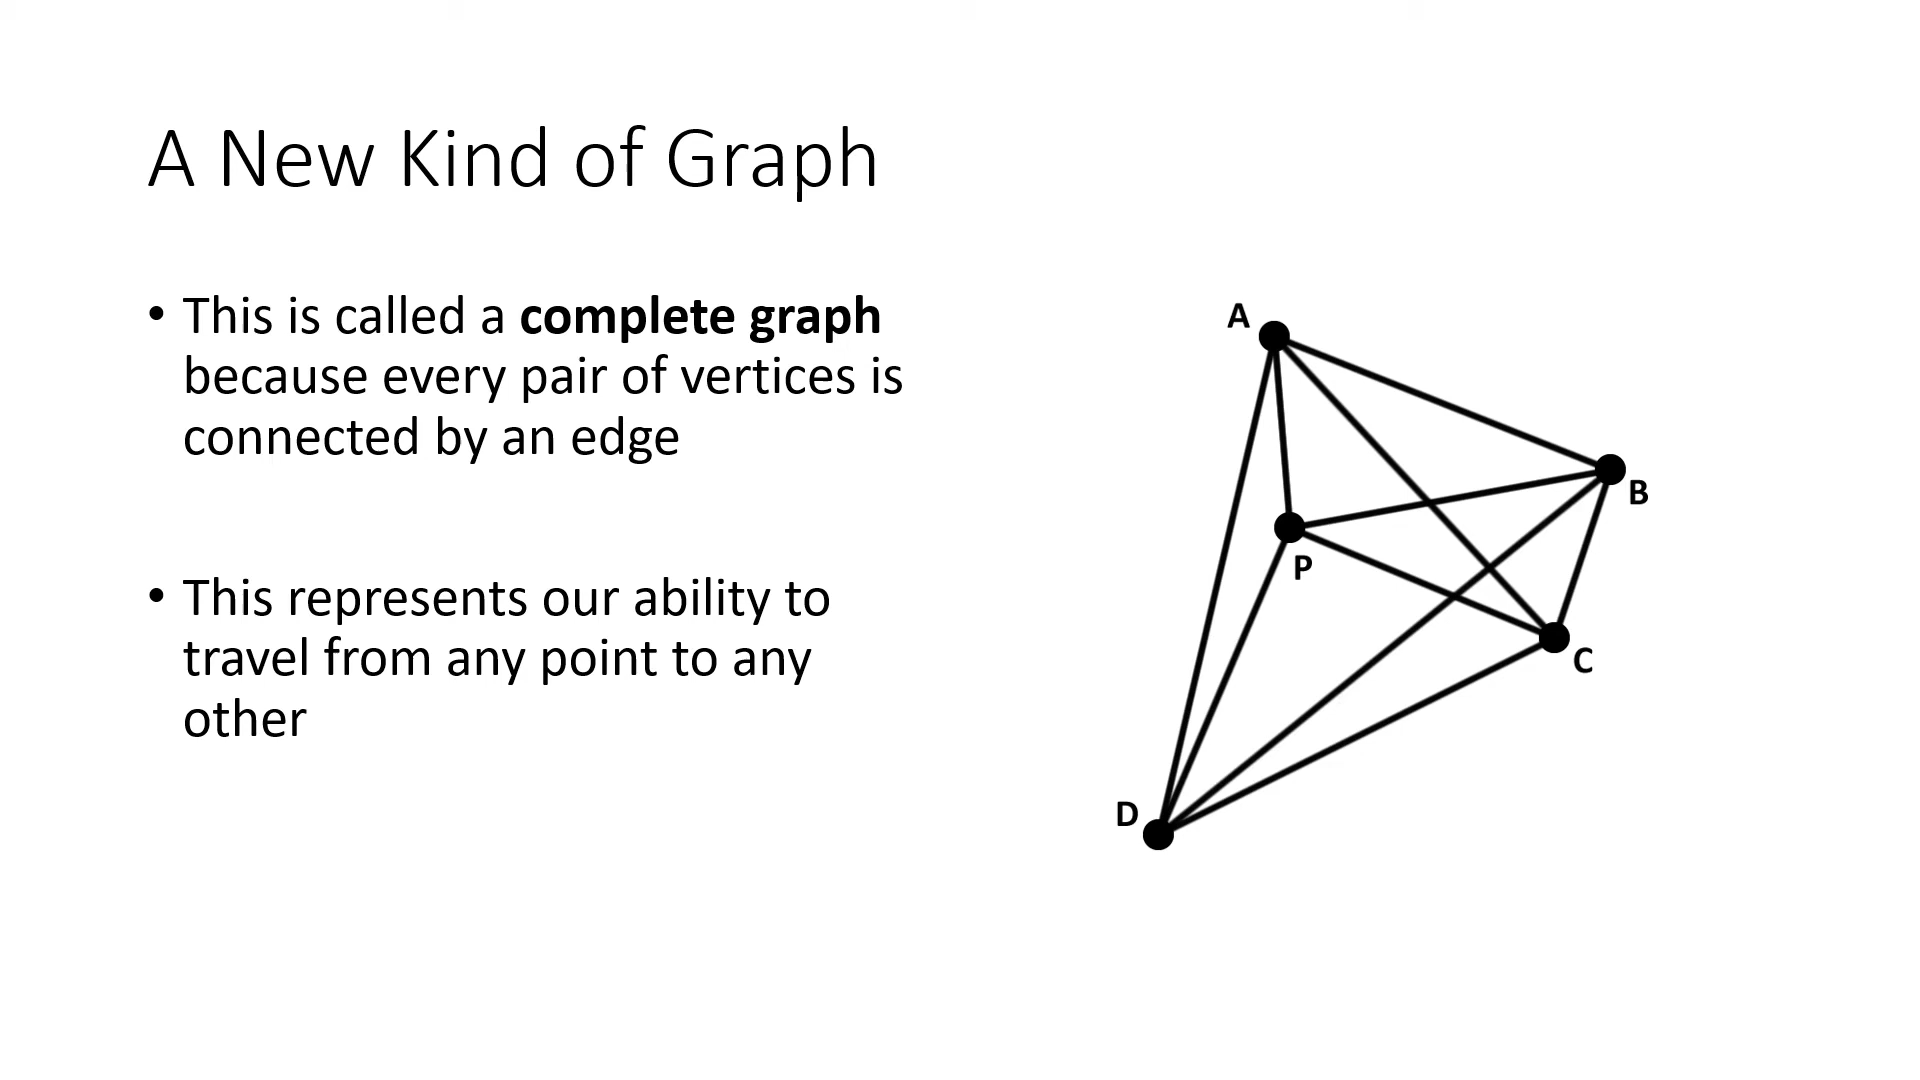 A New Kind of Graph
• This is called a complete graph
because every pair of vertices is
connected by an edge
• This represents our ability to
travel from any point to any
other
A
B
P
C
D